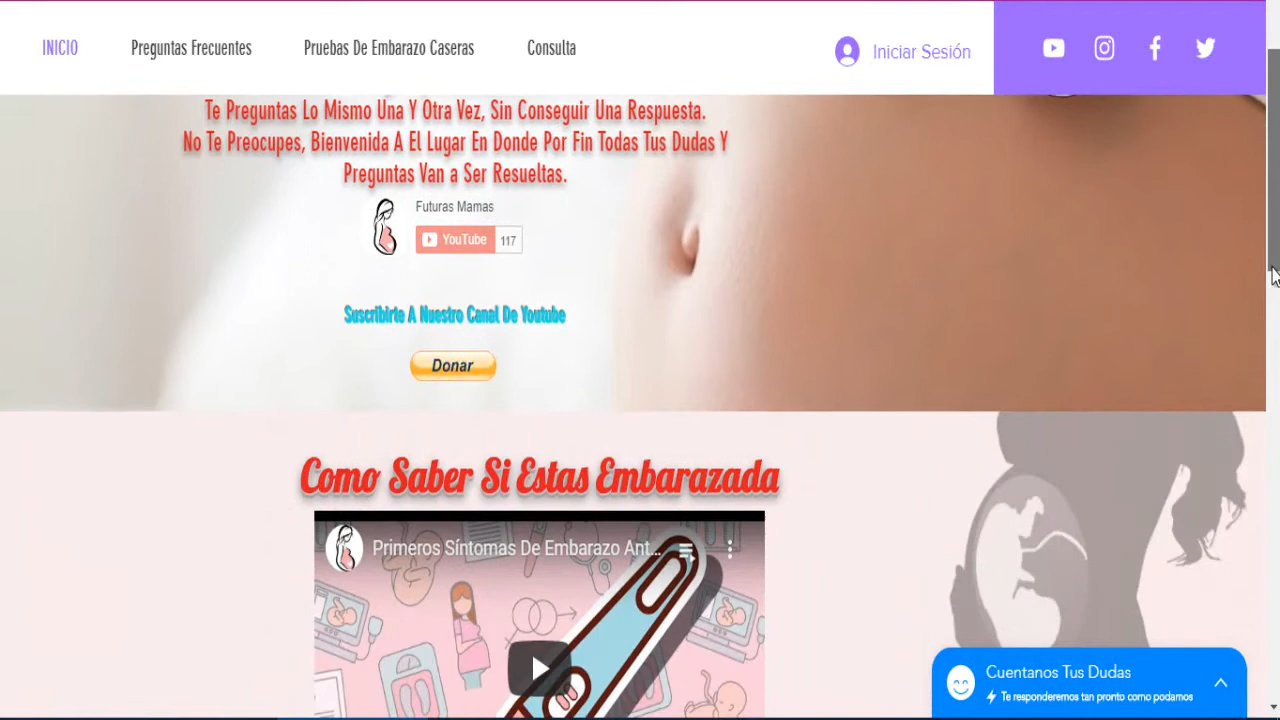 INICIO
Preguntas Frecuentes
Pruebas De Embarazo Caseras
Consulta
Iniciar Sesión
Te Preguntas Lo Mismo Una Y Otra Vez, Sin Conseguir Una Respuesta.
No Te Preocupes, Bienvenida A El Lugar En Donde Por Fin Todas Tus Dudas Y
Preguntas Van a Ser Resueltas.
Futuras Mamas
YouTube 117
Suscribirte A Nuestro Canal De Youtube
Donar
Como Saber Si Estas Embarazada
Primeros Síntomas De Embarazo Ant...
Cuentanos Tus Dudas
Te responderemos tan pronto como podamos